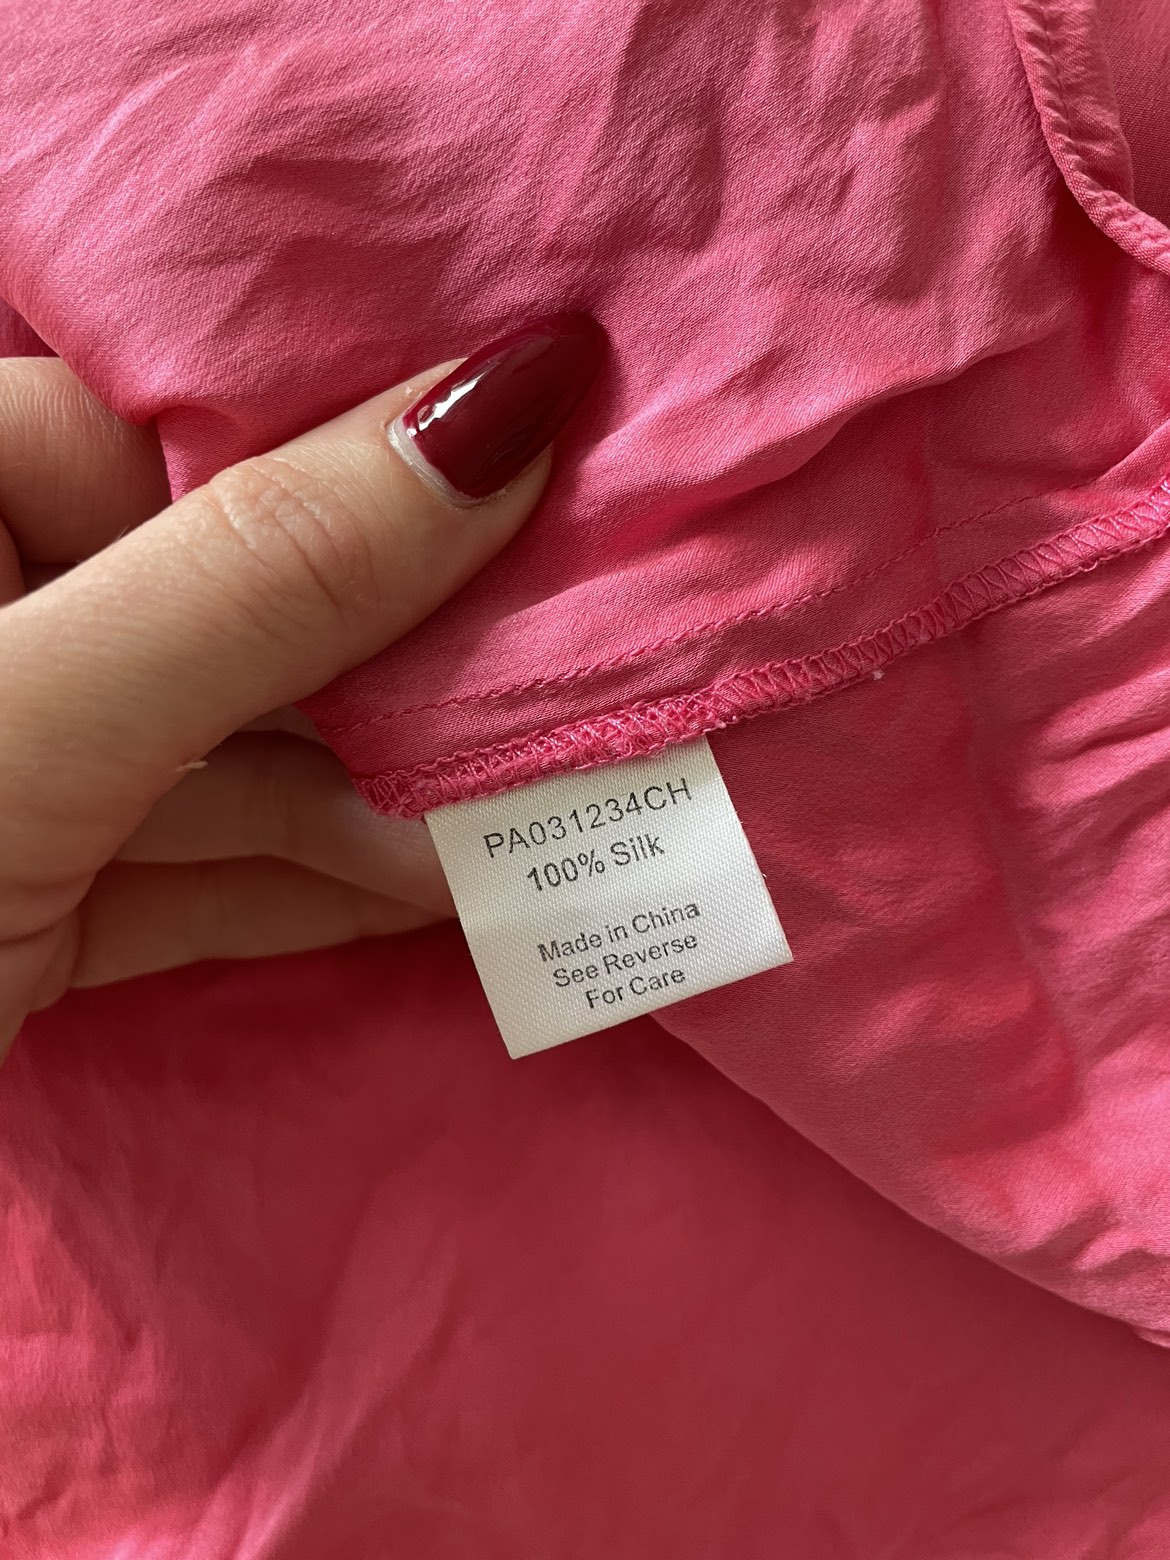 PA031234CH
100% Silk
Made in China
See Reverse
For Care